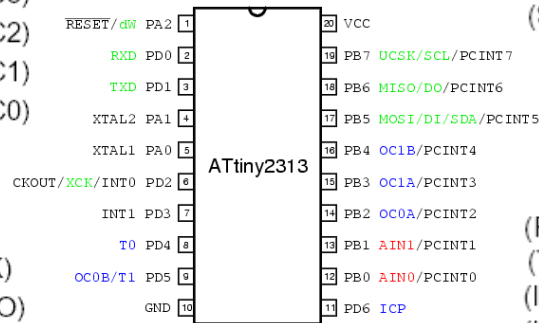 C2)
C1)
C0)
K)
O)
RESET/dW PA2 1
RXD PD0 2
TXD PD1 3
XTAL2 PA1 4
XTAL1 PA0 5
CKOUT/XCK/INT0 PD2 6
INT1 PD3 7
T0 PD4 8
OC0B/T1 PD5 9
GND 10
ATtiny2313
20 VCC
19 PB7 UCSK/SCL/PCINT7
18 PB6 MISO/DO/PCINT6
17 PB5 MOSI/DI/SDA/PCINT5
16 PB4 OC1B/PCINT4
15 PB3 OC1A/PCINT3
14 PB2 OC0A/PCINT2
13 PB1 AIN1/PCINT1
12 PB0 AIN0/PCINT0
11 PD6 ICP